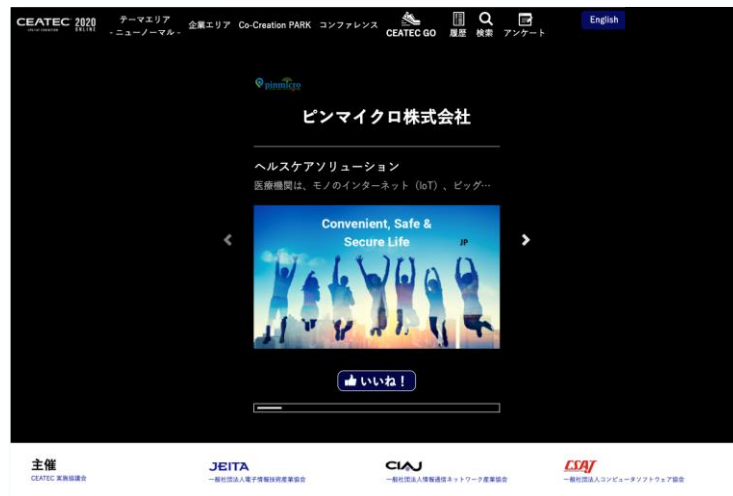 CEATEC 2020
ONLINE
テーマエリア
- ニューノーマル -
企業エリア
Co-Creation PARK
コンファレンス
CEATEC GO
履歴
検索
アンケート
English
pinmicro
ピンマイクロ株式会社
ヘルスケアソリューション
医療機関は、モノのインターネット（IoT）、ビッグ…
Convenient, Safe &
Secure Life
JP
いいね！
主催
CEATEC 実施協議会
JEITA
一般社団法人電子情報技術産業協会
CIAJ
一般社団法人情報通信ネットワーク産業協会
CSAJ
一般社団法人コンピュータソフトウェア協会